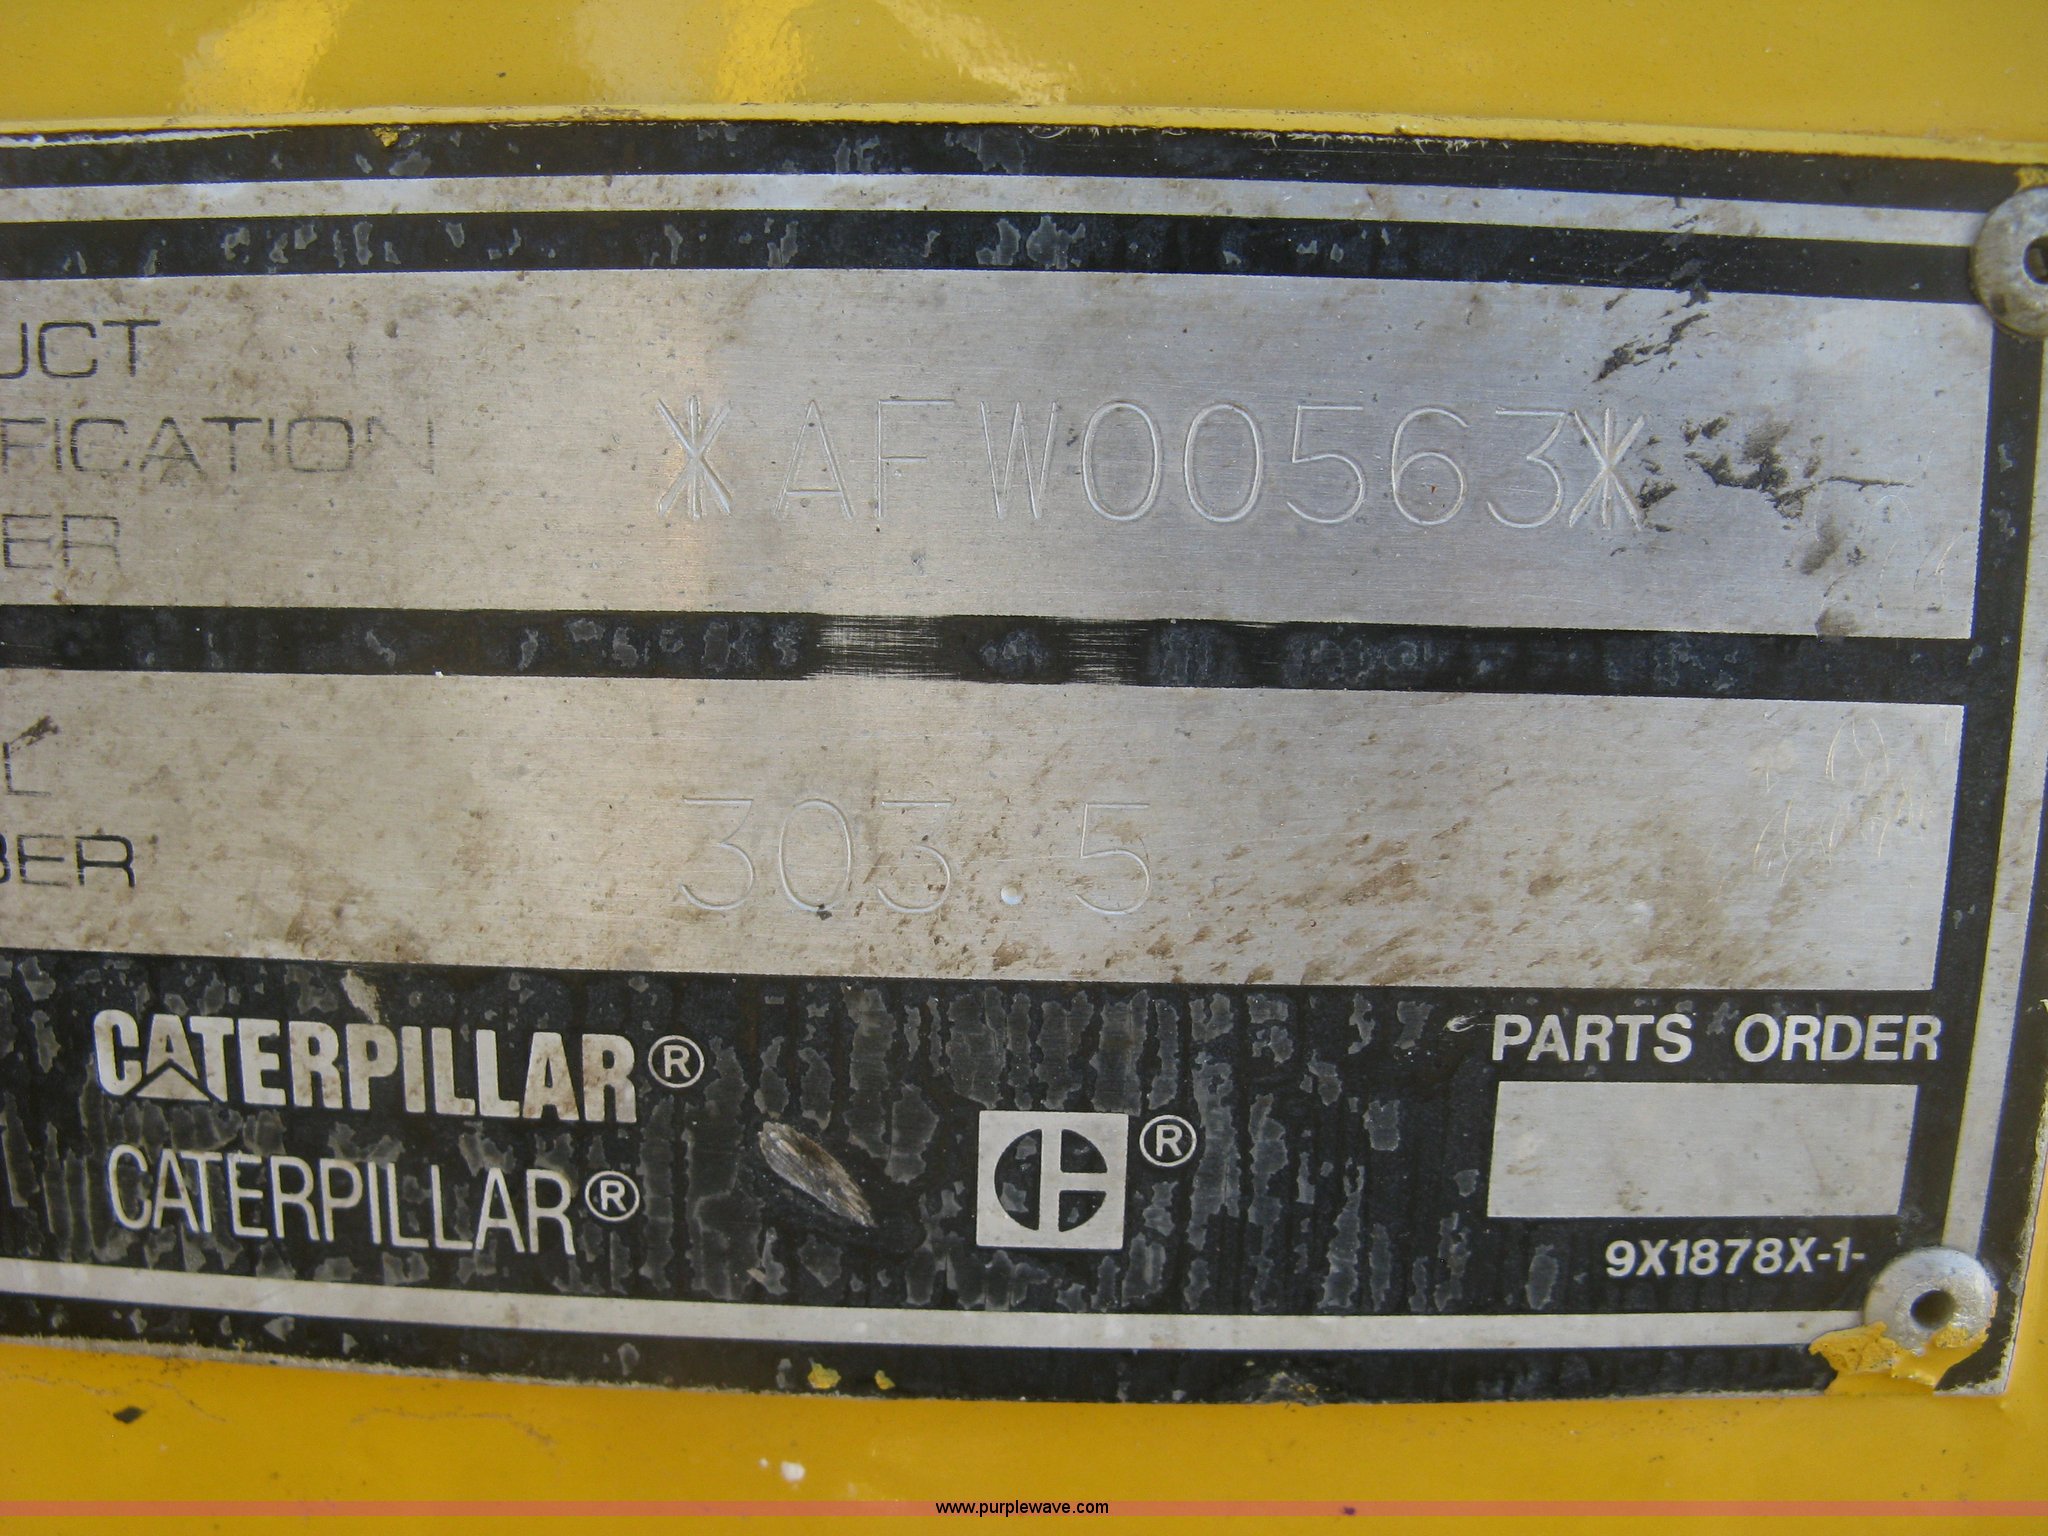 UCT
FICATION *AFW00563*
ER
L
303.5
BER
CATERPILLAR®
CATERPILLAR®
®
PARTS ORDER
9X1878X-1-
www.purplewave.com